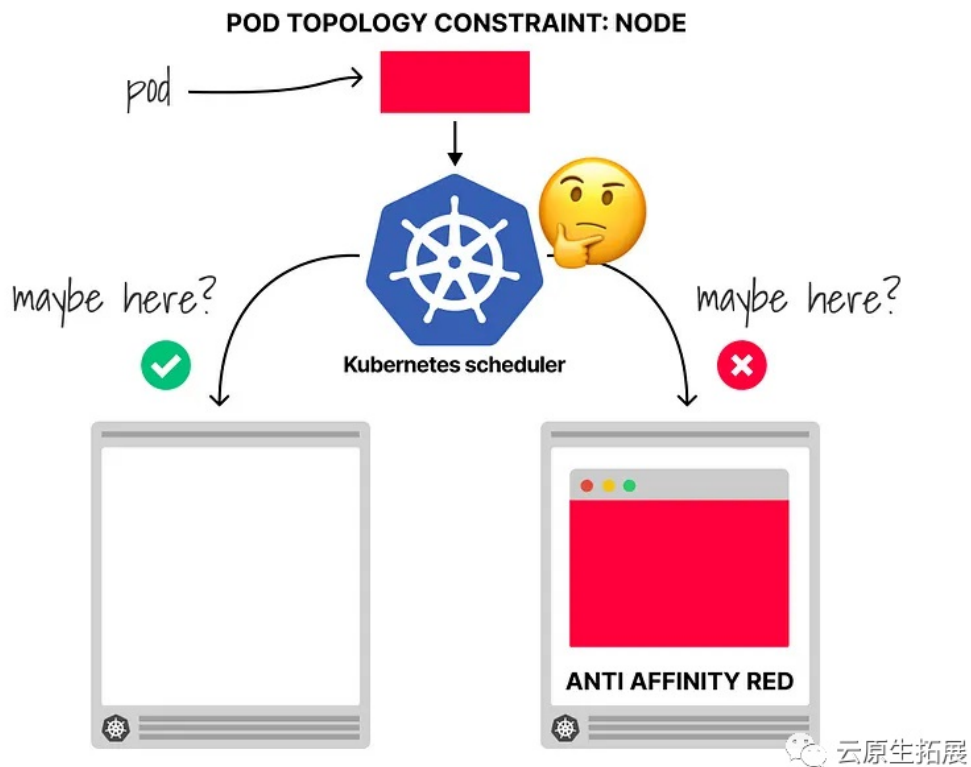 POD TOPOLOGY CONSTRAINT: NODE
pod
maybe here?
maybe here?
Kubernetes scheduler
ANTI AFFINITY RED
云原生拓展